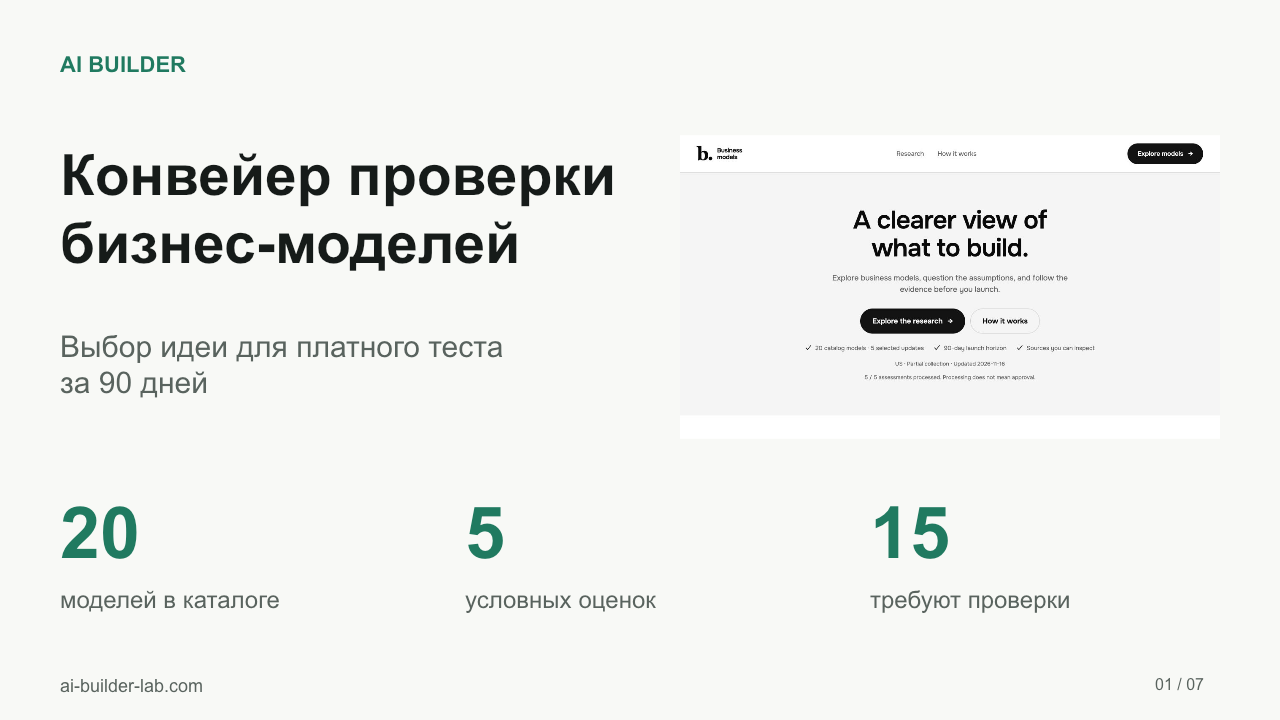 AI BUILDER
Конвейер проверки
бизнес-моделей
Выбор идеи для платного теста
за 90 дней
b. Business
models
Research How it works
Explore models →
A clearer view of
what to build.
Explore business models, question the assumptions, and follow the
evidence before you launch.
Explore the research → How it works
✓ 20 catalog models · 5 selected updates ✓ 90-day launch horizon ✓ Sources you can inspect
US · Partial collection · Updated 2026-11-16
5 / 5 assessments processed. Processing does not mean approval.
20
моделей в каталоге
5
условных оценок
15
требуют проверки
ai-builder-lab.com
01 / 07